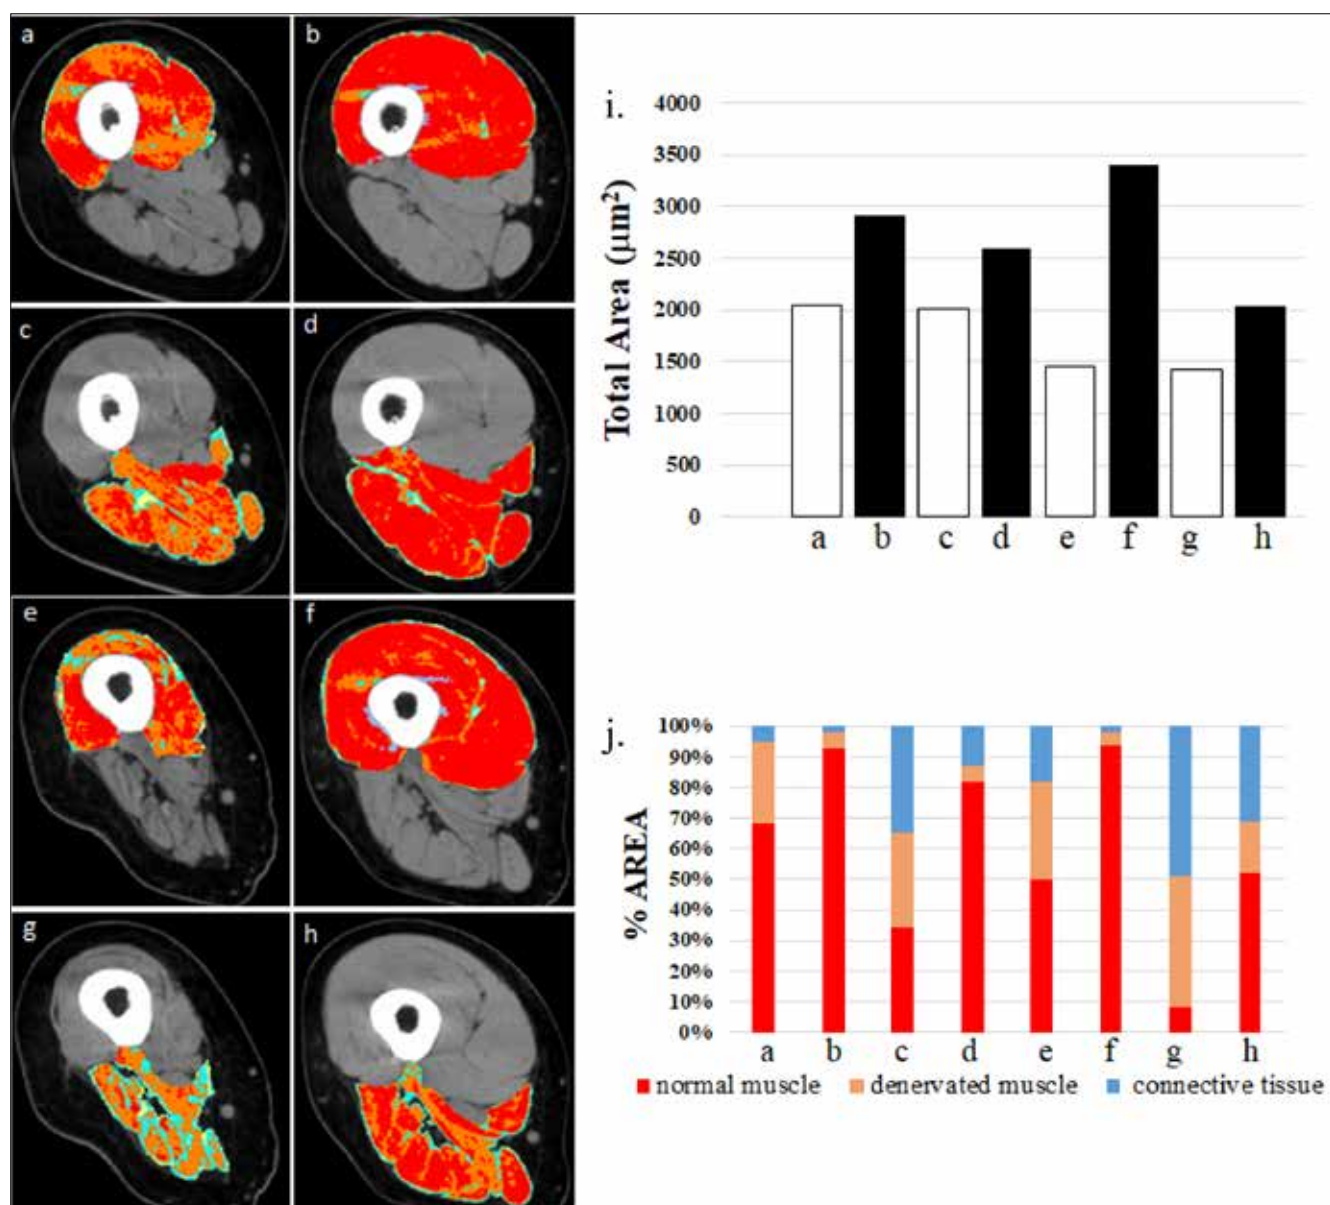 a
b
c
d
e
f
g
h
i.
Total Area (µm²)
4000
3500
3000
2500
2000
1500
1000
500
0
a b c d e f g h
j.
% AREA
100%
90%
80%
70%
60%
50%
40%
30%
20%
10%
0%
a b c d e f g h
normal muscle denervated muscle connective tissue